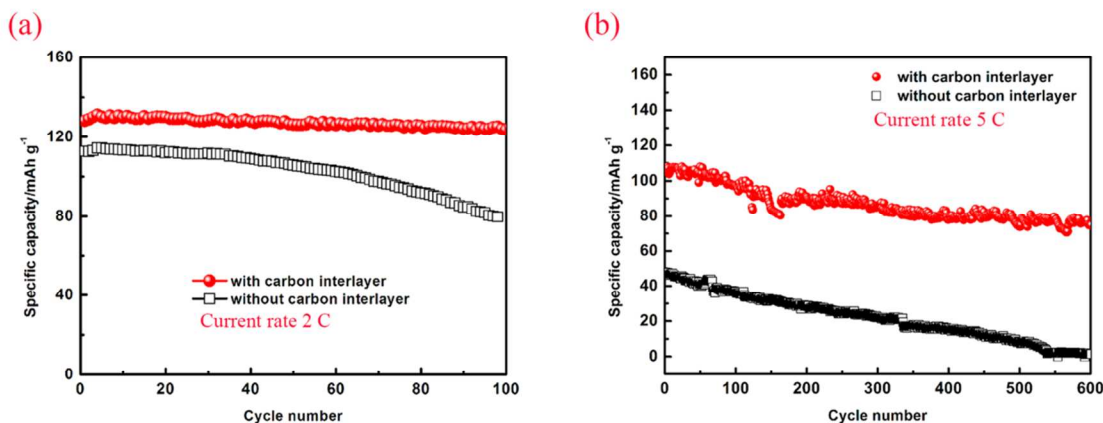 (a)
160
120
80
40
0
Specific capacity/mAh g-1
with carbon interlayer
without carbon interlayer
Current rate 2 C
0 20 40 60 80 100
Cycle number
(b)
160
140
120
100
80
60
40
20
0
Specific capacity/mAh g-1
with carbon interlayer
without carbon interlayer
Current rate 5 C
0 100 200 300 400 500 600
Cycle number